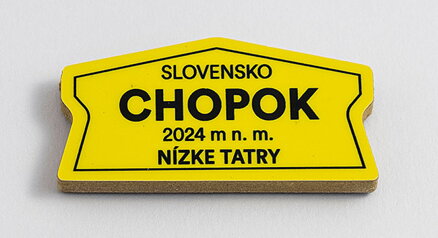 SLOVENSKO
CHOPOK
2024 m n. m.
NÍZKE TATRY